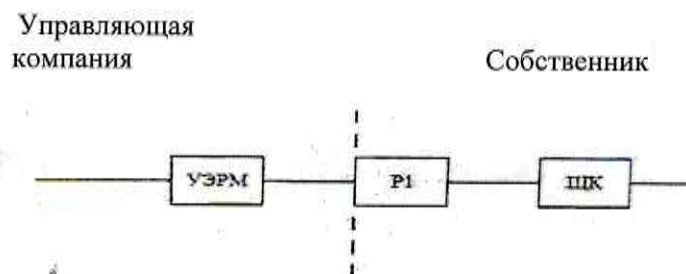 Управляющая
компания
Собственник
УЭРМ
Р1
ЩК